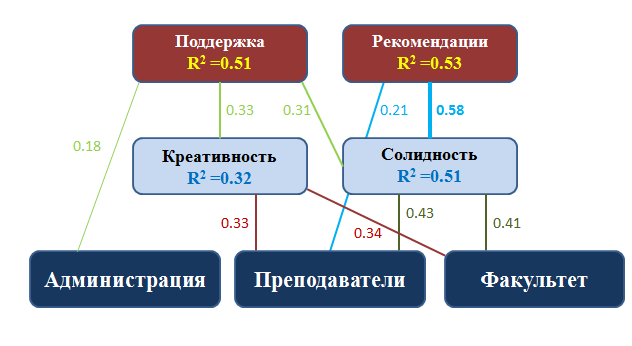 Поддержка
R² =0.51
Рекомендации
R² =0.53
0.18
0.33
0.31
0.21
0.58
Креативность
R² =0.32
Солидность
R² =0.51
0.33
0.34
0.43
0.41
Администрация
Преподаватели
Факультет